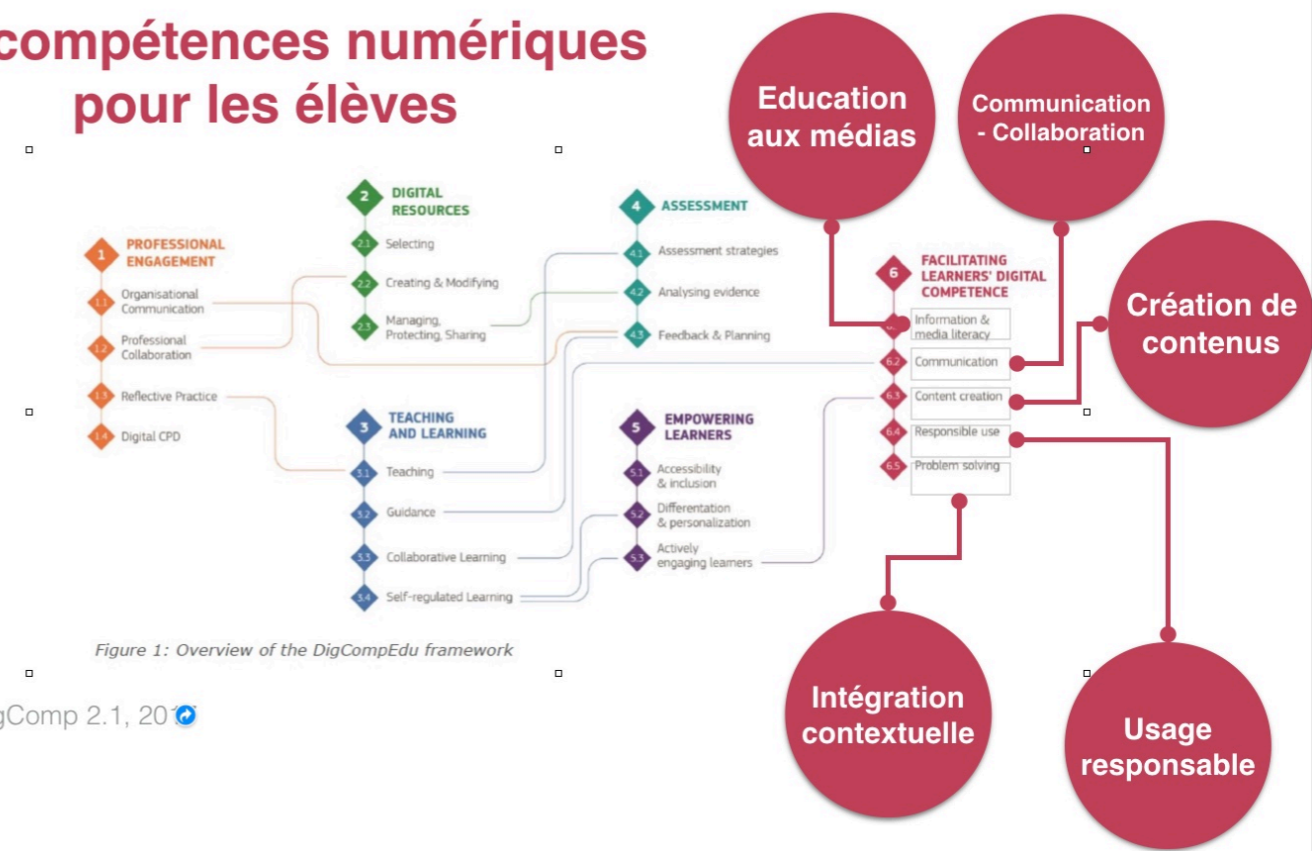 compétences numériques
pour les élèves
Education
aux médias
Communication
- Collaboration
Création de
contenus
1
PROFESSIONAL
ENGAGEMENT
1.1
Organisational
Communication
1.2
Professional
Collaboration
1.3
Reflective Practice
1.4
Digital CPD
2
DIGITAL
RESOURCES
2.1
Selecting
2.2
Creating & Modifying
2.3
Managing,
Protecting, Sharing
3
TEACHING
AND LEARNING
3.1
Teaching
3.2
Guidance
3.3
Collaborative Learning
3.4
Self-regulated Learning
4
ASSESSMENT
4.1
Assessment strategies
4.2
Analysing evidence
4.3
Feedback & Planning
5
EMPOWERING
LEARNERS
5.1
Accessibility
& inclusion
5.2
Differentation
& personalization
5.3
Actively
engaging learners
6
FACILITATING
LEARNERS' DIGITAL
COMPETENCE
Information &
media literacy
6.2
Communication
6.3
Content creation
6.4
Responsible use
6.5
Problem solving
Figure 1: Overview of the DigCompEdu framework
gComp 2.1,
Intégration
contextuelle
Usage
responsable